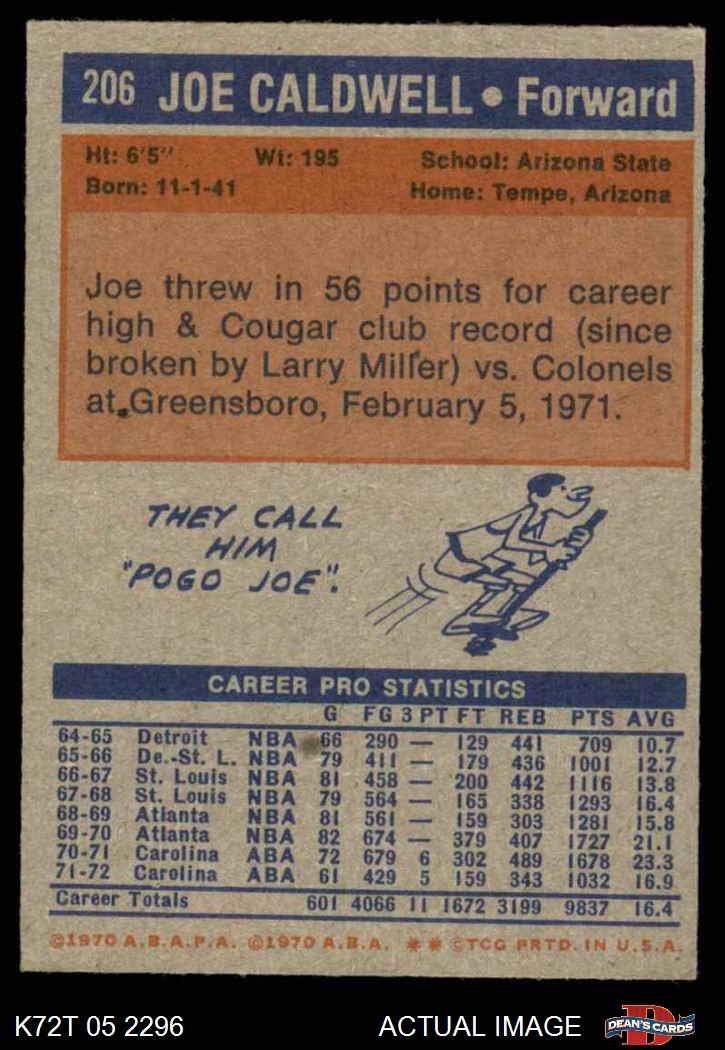 206 JOE CALDWELL • Forward
Ht: 6'5" Wt: 195 School: Arizona State
Born: 11-1-41 Home: Tempe, Arizona
Joe threw in 56 points for career
high & Cougar club record (since
broken by Larry Miller) vs. Colonels
at Greensboro, February 5, 1971.
THEY CALL
HIM
"POGO JOE".
CAREER PRO STATISTICS
G FG 3 PT FT REB PTS AVG
64-65 Detroit NBA 66 290 — 129 441 709 10.7
65-66 De.-St. L. NBA 79 411 — 179 436 1001 12.7
66-67 St. Louis NBA 81 458 — 200 442 1116 13.8
67-68 St. Louis NBA 79 564 — 165 338 1293 16.4
68-69 Atlanta NBA 81 561 — 159 303 1281 15.8
69-70 Atlanta NBA 82 674 — 379 407 1727 21.1
70-71 Carolina ABA 72 679 6 302 489 1678 23.3
71-72 Carolina ABA 61 429 5 159 343 1032 16.9
Career Totals 601 4066 11 1672 3199 9837 16.4
©1970 A.B.A.P.A. ©1970 A.B.A. ** ©TCG PRTD. IN U.S.A.
K72T 05 2296 ACTUAL IMAGE DEAN'S CARDS